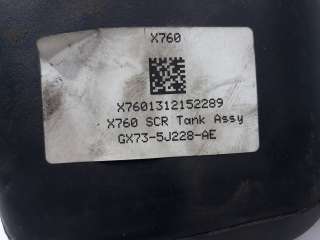 X760
X7601312152289
X760 SCR Tank Assy
GX73-5J228-AE